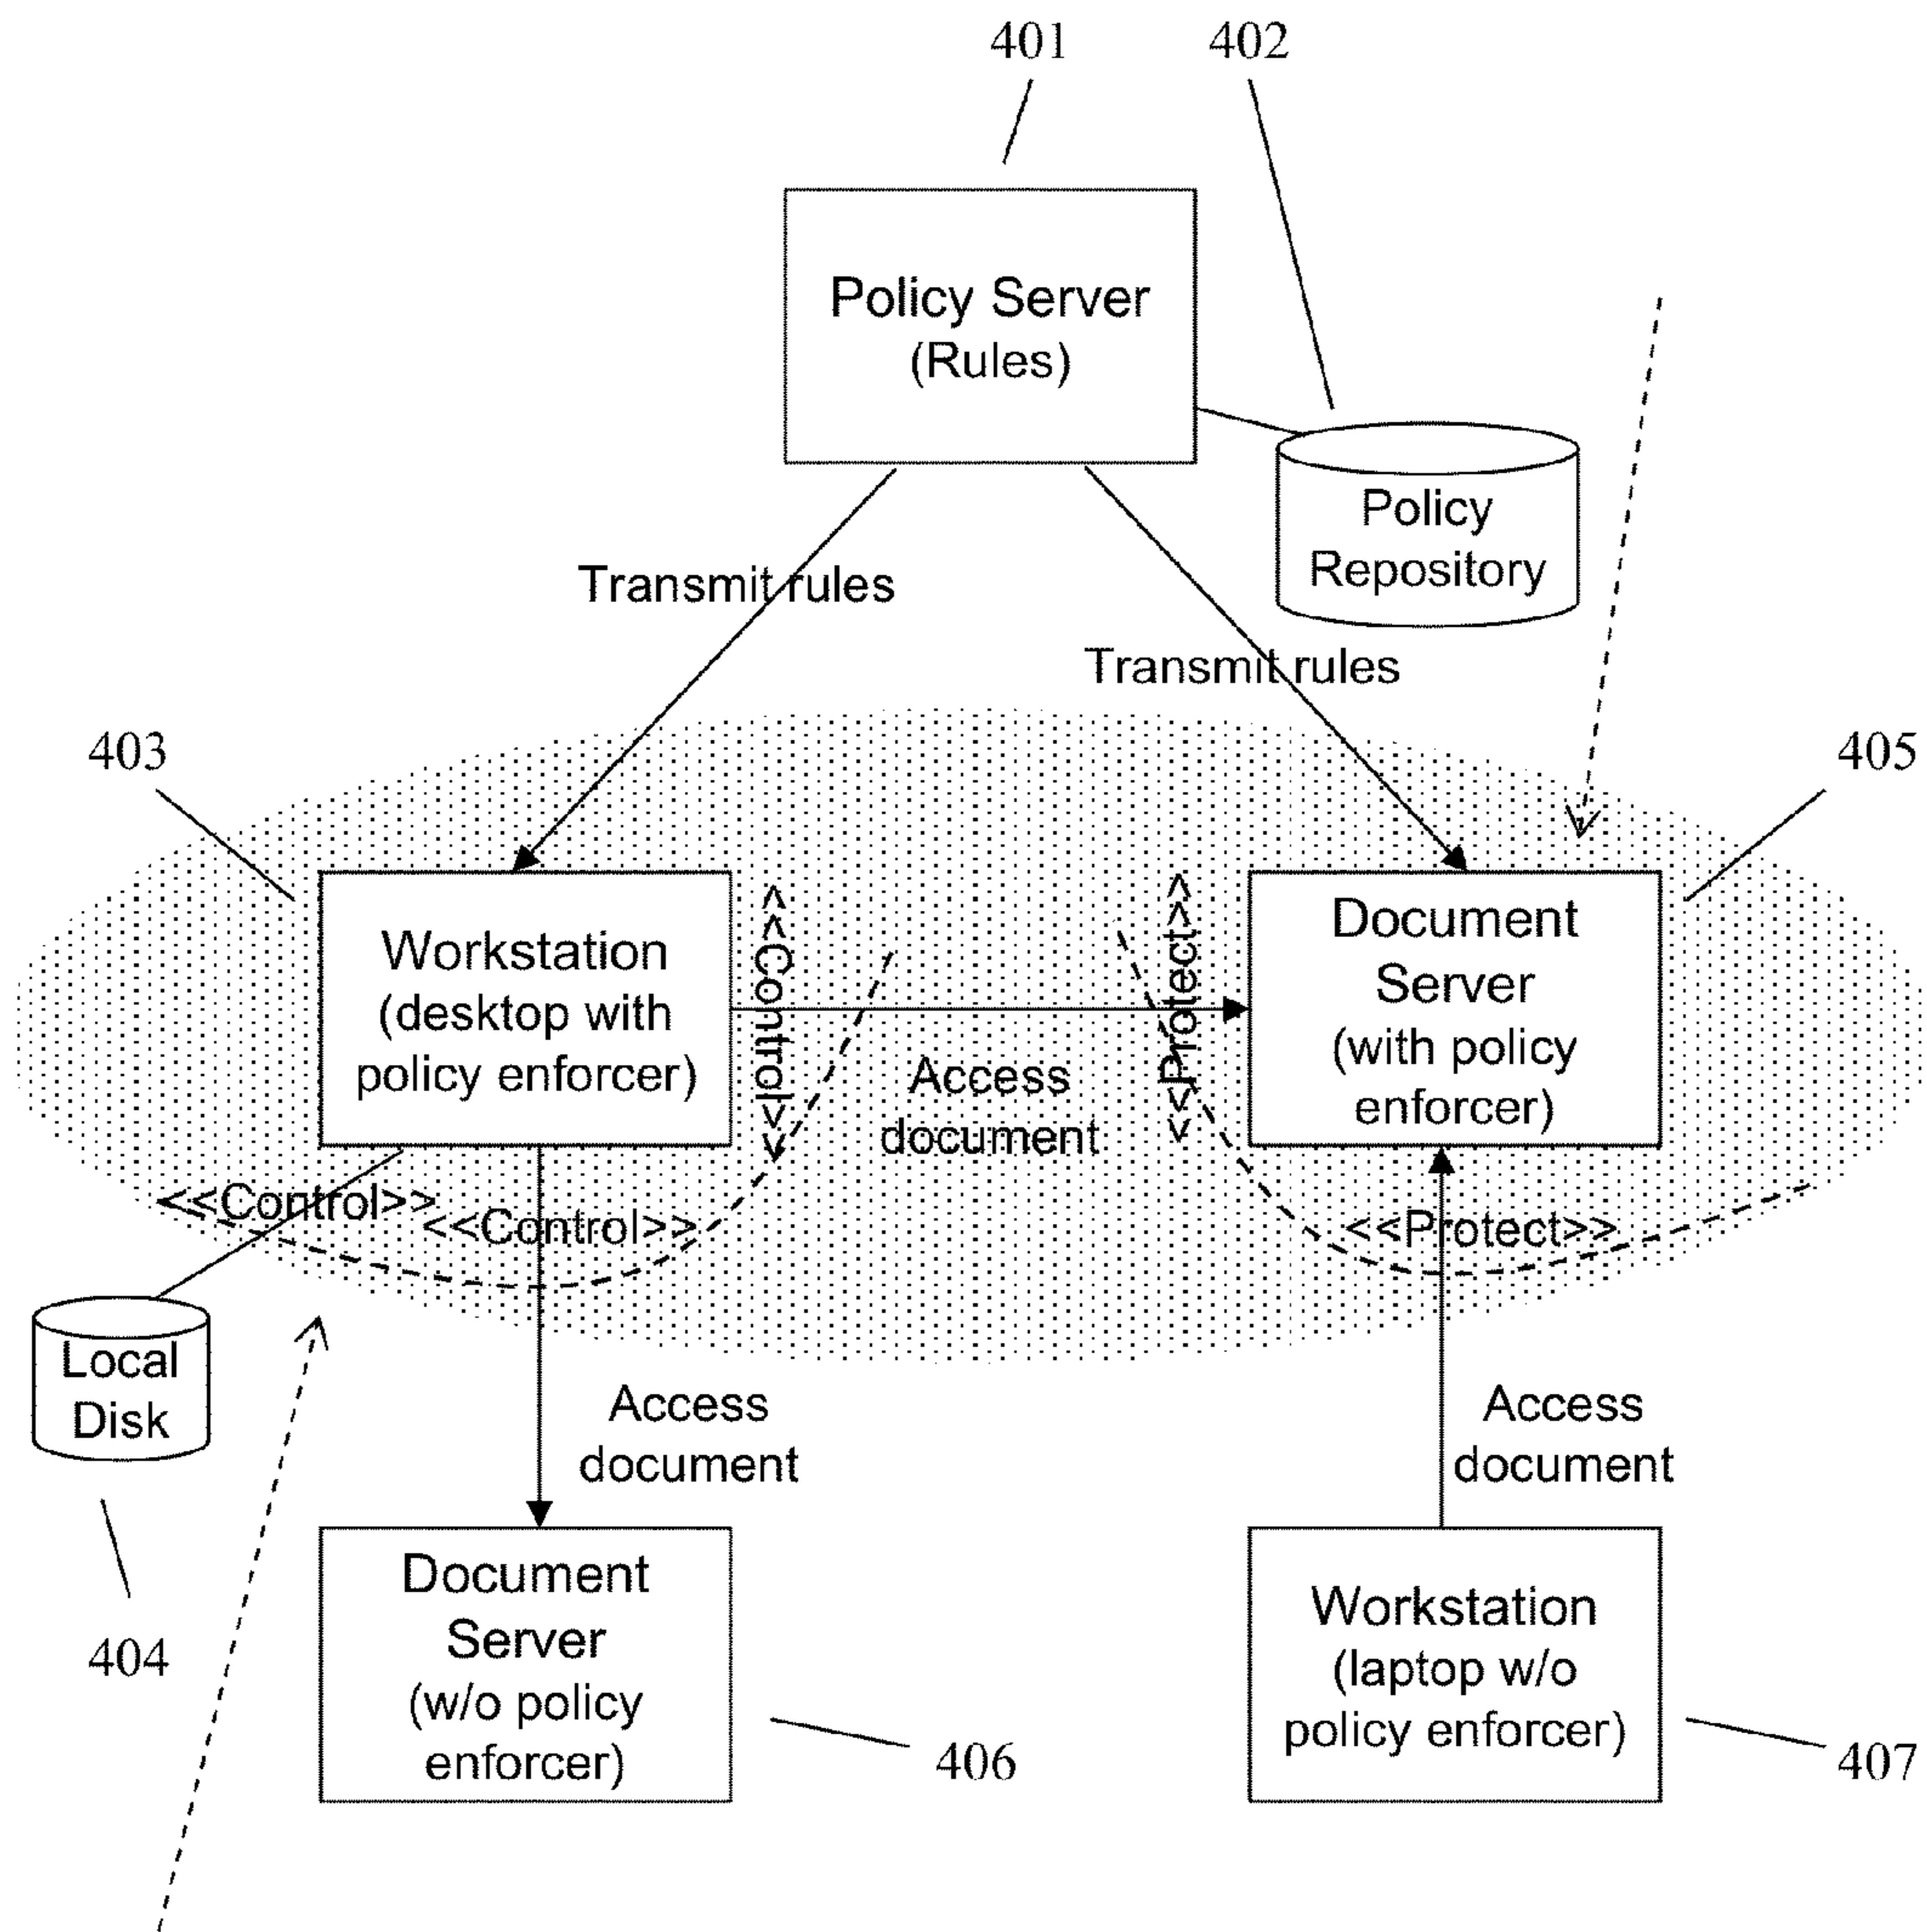 401
402
Policy Server
(Rules)
Policy
Repository
Transmit rules
Transmit rules
403
405
Workstation
(desktop with
policy enforcer)
<<Control>>
<<Protect>>
Document
Server
(with policy
enforcer)
Access
document
<<Control>>
<<Control>>
<<Protect>>
Local
Disk
Access
document
Access
document
404
Document
Server
(w/o policy
enforcer)
406
Workstation
(laptop w/o
policy enforcer)
407